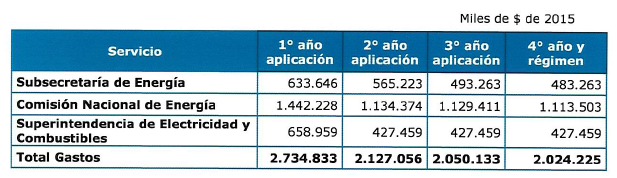 Miles de $ de 2015
Servicio 1° año aplicación 2° año aplicación 3° año aplicación 4° año y régimen
Subsecretaría de Energía 633.646 565.223 493.263 483.263
Comisión Nacional de Energía 1.442.228 1.134.374 1.129.411 1.113.503
Superintendencia de Electricidad y
Combustibles 658.959 427.459 427.459 427.459
Total Gastos 2.734.833 2.127.056 2.050.133 2.024.225